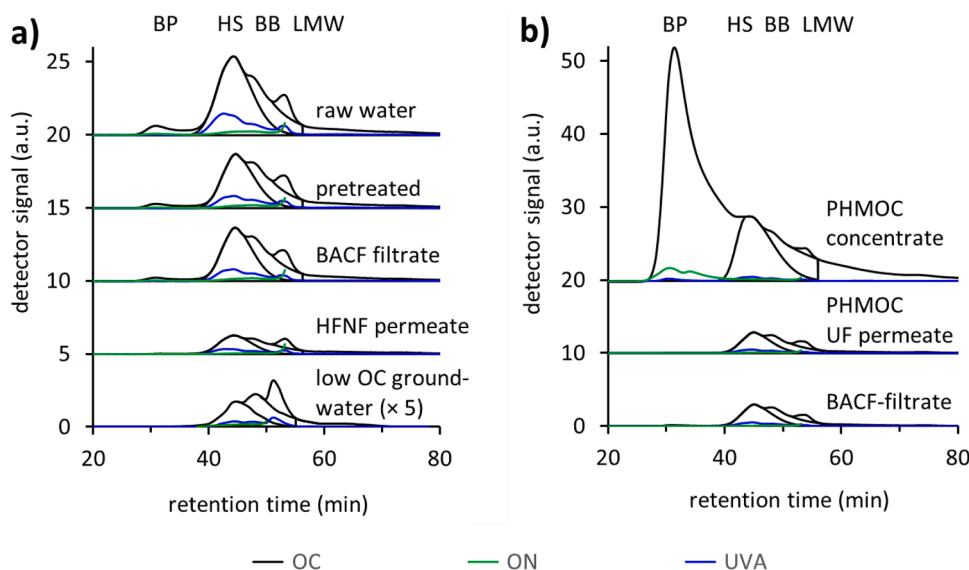 a)
BP HS BB LMW
25
20
15
10
5
0
detector signal (a.u.)
raw water
pretreated
BACF filtrate
HFNF permeate
low OC ground-
water (× 5)
20 40 60 80
retention time (min)
b)
BP HS BB LMW
50
40
30
20
10
0
detector signal (a.u.)
PHMOC
concentrate
PHMOC
UF permeate
BACF-filtrate
20 40 60 80
retention time (min)
OC ON UVA